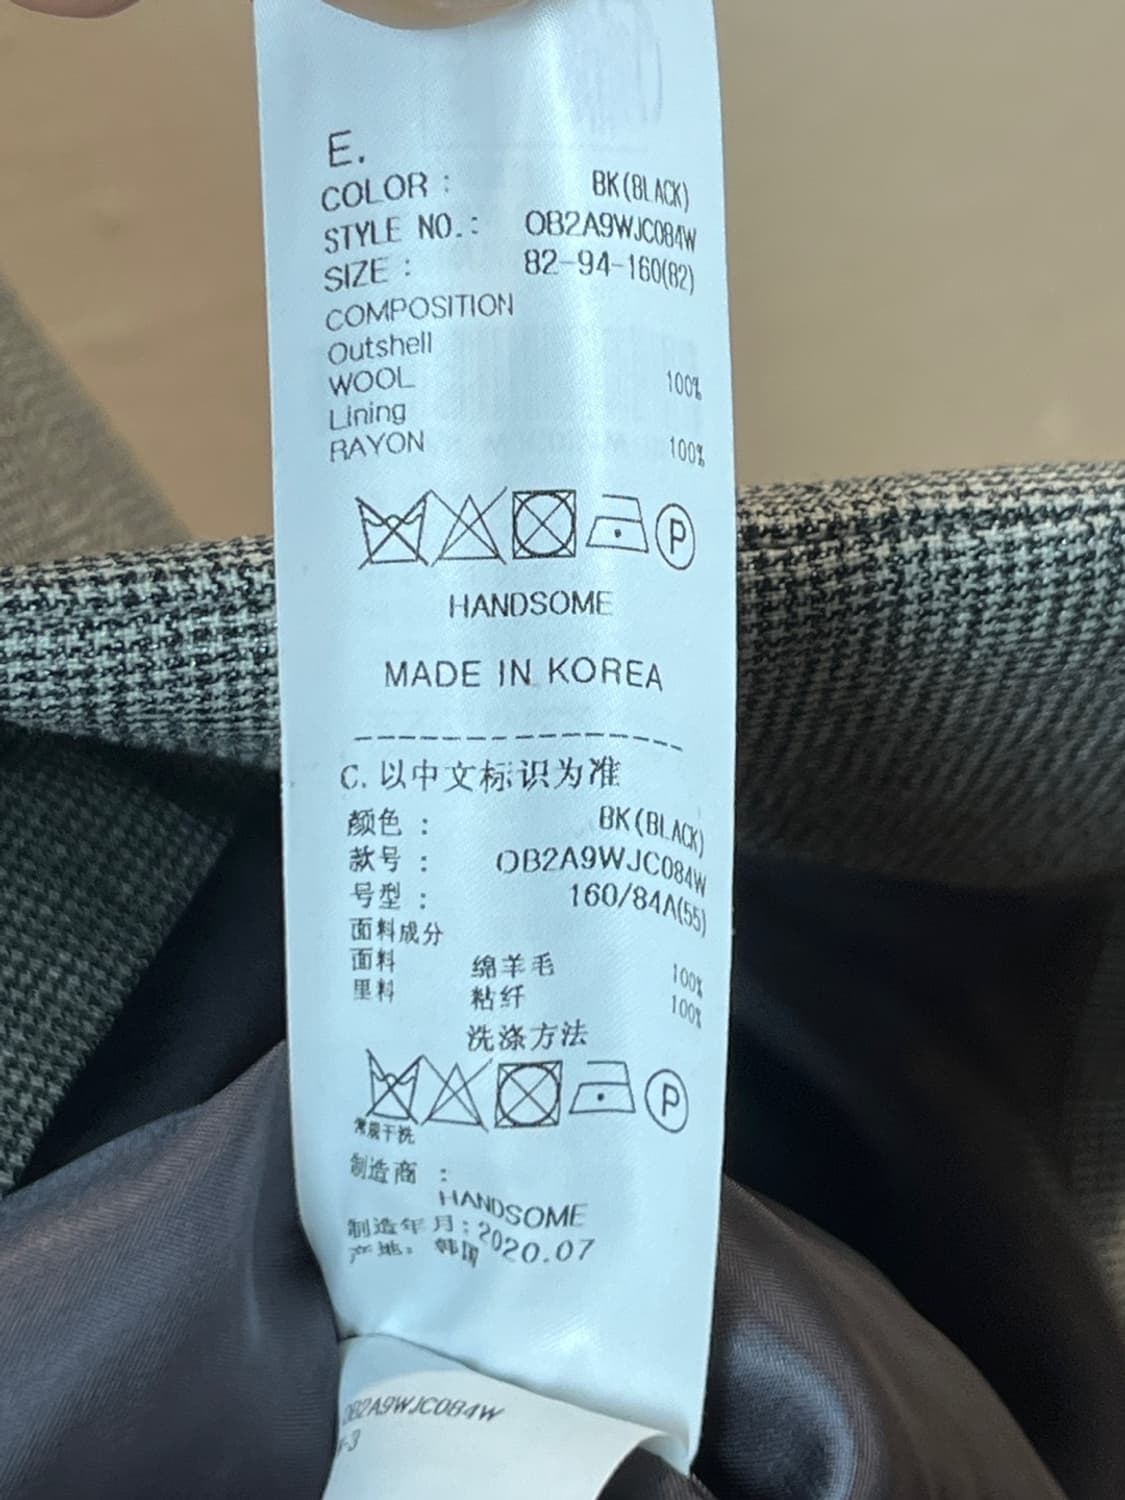 E.
COLOR : BK(BLACK)
STYLE NO.: OB2A9WJC084W
SIZE : 82-94-160(82)
COMPOSITION
Outshell
WOOL 100%
Lining
RAYON 100%
P
HANDSOME
MADE IN KOREA
C. 以中文标识为准
颜色 : BK(BLACK)
款号 : OB2A9WJC084W
号型 : 160/84A(55)
面料成分
面料 绵羊毛 100%
里料 粘纤 100%
洗涤方法
P
常规干洗
制造商 :
HANDSOME
制造年月:2020.07
产地: 韩国
OB2A9WJC084W
-3